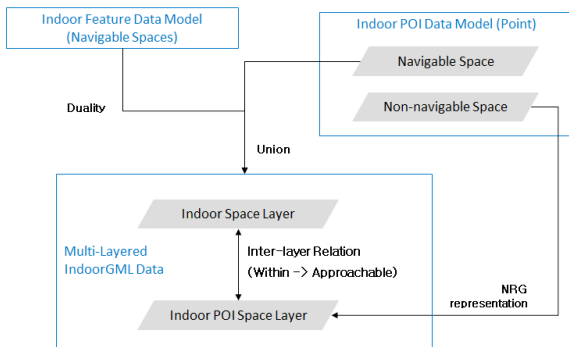 Indoor Feature Data Model
(Navigable Spaces)
Indoor POI Data Model (Point)
Navigable Space
Non-navigable Space
Duality
Union
Indoor Space Layer
Multi-Layered
IndoorGML Data
Inter-layer Relation
(Within -> Approachable)
NRG
representation
Indoor POI Space Layer